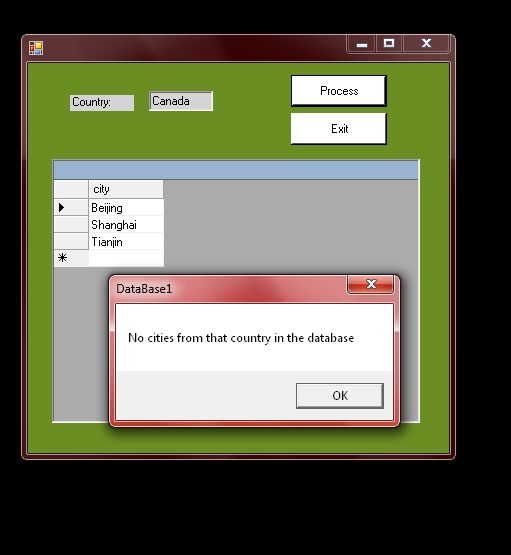 Country:
Canada
Process
Exit
city
Beijing
Shanghai
Tianjin
DataBase1
No cities from that country in the database
OK